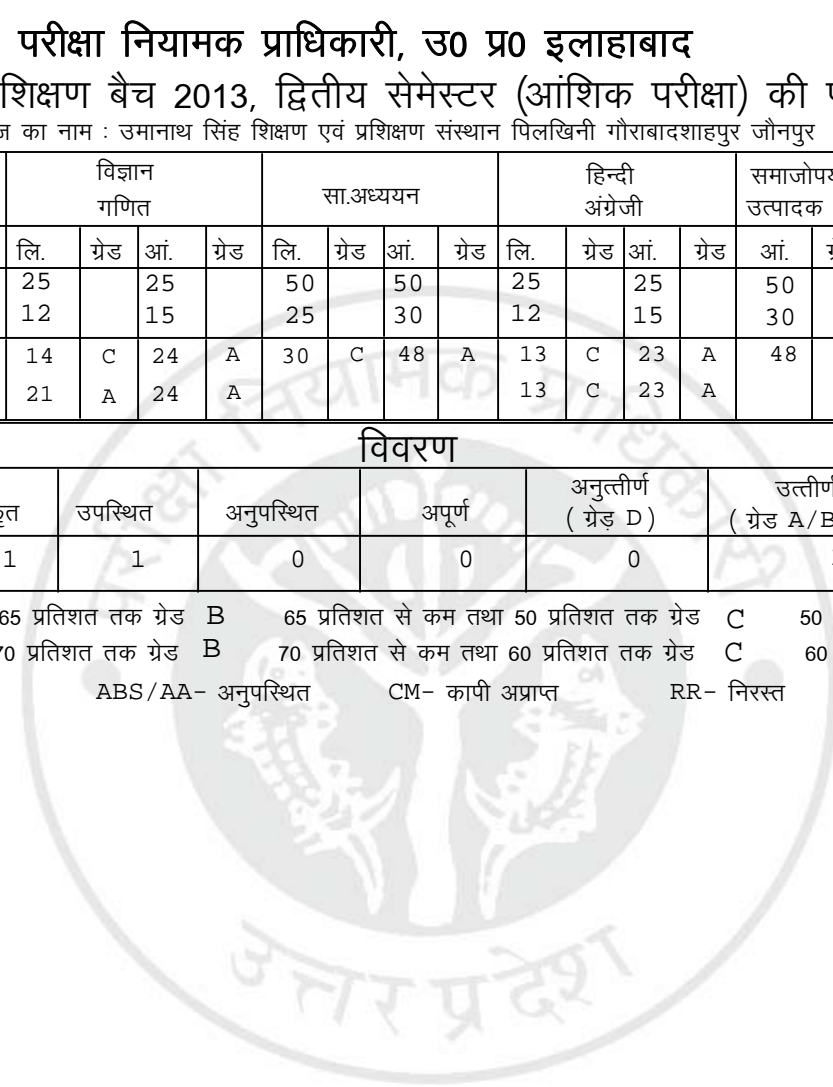 परीक्षा नियामक प्राधिकारी, उ0 प्र0 इलाहाबाद
शिक्षण बैच 2013, द्वितीय सेमेस्टर (आंशिक परीक्षा) की
का नाम : उमानाथ सिंह शिक्षण एवं प्रशिक्षण संस्थान पिलखिनी गौराबादशाहपुर जौनपुर
विज्ञान हिन्दी समाजोपय
सा.अध्ययन
गणित अंग्रेजी उत्पादक
लि. ग्रेड आं. ग्रेड लि. ग्रेड आं. ग्रेड लि. ग्रेड आं. ग्रेड आं.
25 25 50 50 25 25 50
12 15 25 30 12 15 30
14 C 24 A 30 C 48 A 13 C 23 A 48
21 A 24 A 13 C 23 A
विवरण
अनुत्तीर्ण उत्तीर्ण
कृत उपस्थित अनुपस्थित अपूर्ण ( ग्रेड़ D) ( ग्रेड A/B
1 1 0 0 0
65 प्रतिशत तक ग्रेड B 65 प्रतिशत से कम तथा 50 प्रतिशत तक ग्रेड C 50
70 प्रतिशत तक ग्रेड B 70 प्रतिशत से कम तथा 60 प्रतिशत तक ग्रेड C 60
ABS/AA- अनुपस्थित CM- कापी अप्राप्त RR- निरस्त
परीक्षा नियामक प्राधिकारी
उत्तर प्रदेश